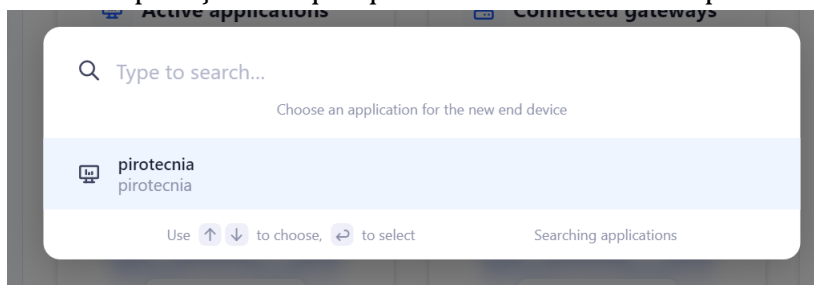 Active applications
Connected gateways
Type to search...
Choose an application for the new end device
pirotecnia
pirotecnia
Use ↑ ↓ to choose, ↵ to select
Searching applications